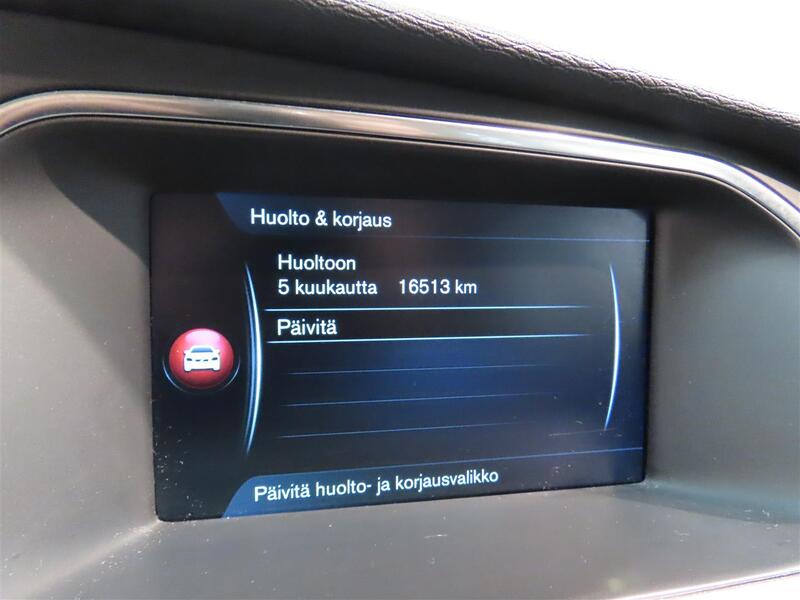 Huolto & korjaus
Huoltoon
5 kuukautta 16513 km
Päivitä
Päivitä huolto- ja korjausvalikko